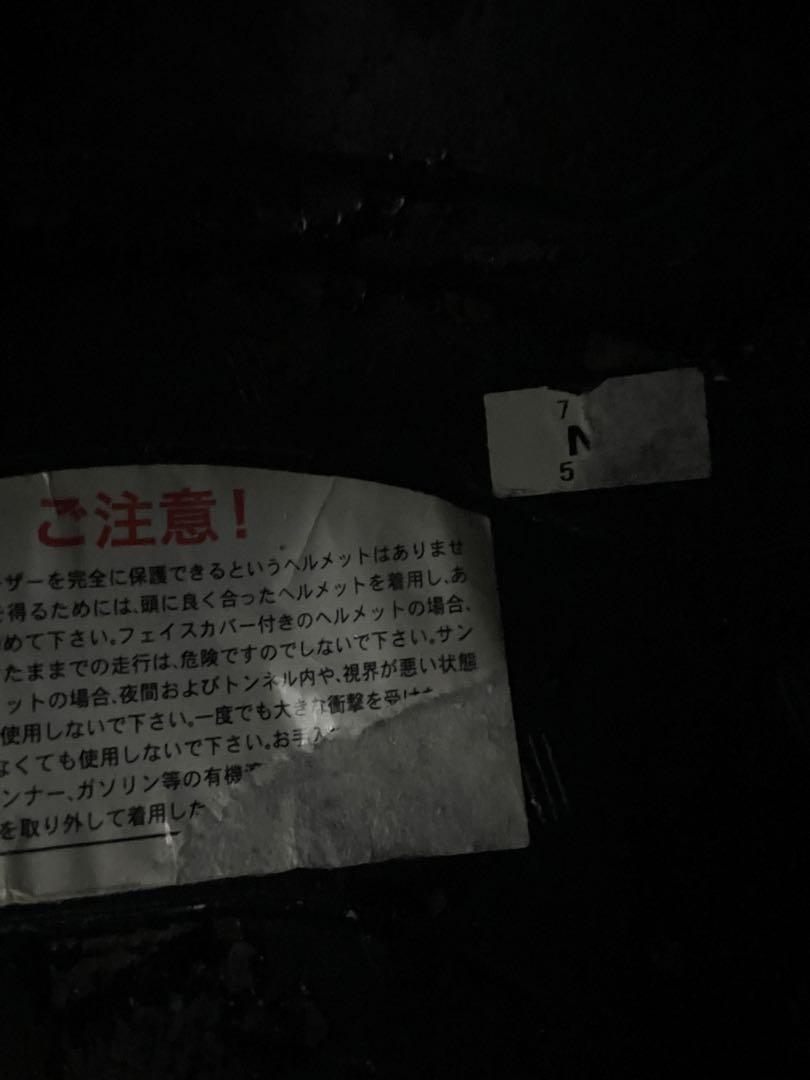 7
N
5
ご注意!
ザーを完全に保護できるというヘルメットはありませ
を得るためには、頭に良く合ったヘルメットを着用し、あ
めて下さい。フェイスカバー付きのヘルメットの場合、
たままでの走行は、危険ですのでしないで下さい。サン
ットの場合、夜間およびトンネル内や、視界が悪い状態
使用しないで下さい。一度でも大きな衝撃を受け
なくても使用しないで下さい。お手入
ンナー、ガソリン等の有機
を取り外して着用した